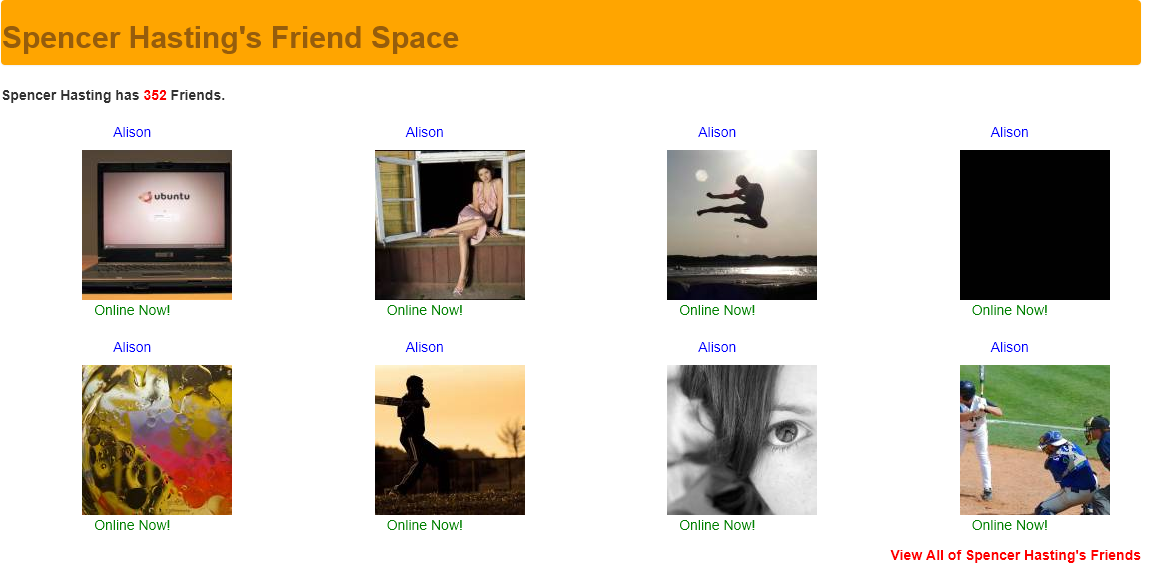 Spencer Hasting's Friend Space
Spencer Hasting has 352 Friends.
Alison Alison Alison Alison
ubuntu
Online Now! Online Now! Online Now! Online Now!
Alison Alison Alison Alison
Online Now! Online Now! Online Now! Online Now!
View All of Spencer Hasting's Friends